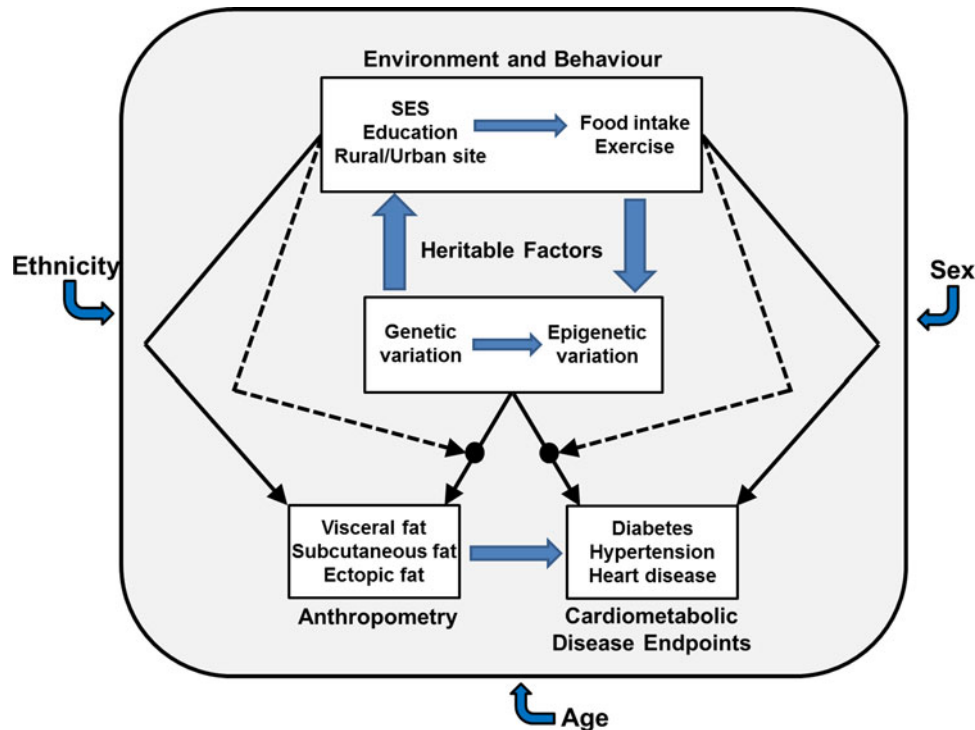 Environment and Behaviour
SES
Education
Rural/Urban site
Food intake
Exercise
Heritable Factors
Ethnicity
Sex
Genetic
variation
Epigenetic
variation
Visceral fat
Subcutaneous fat
Ectopic fat
Anthropometry
Diabetes
Hypertension
Heart disease
Cardiometabolic
Disease Endpoints
Age